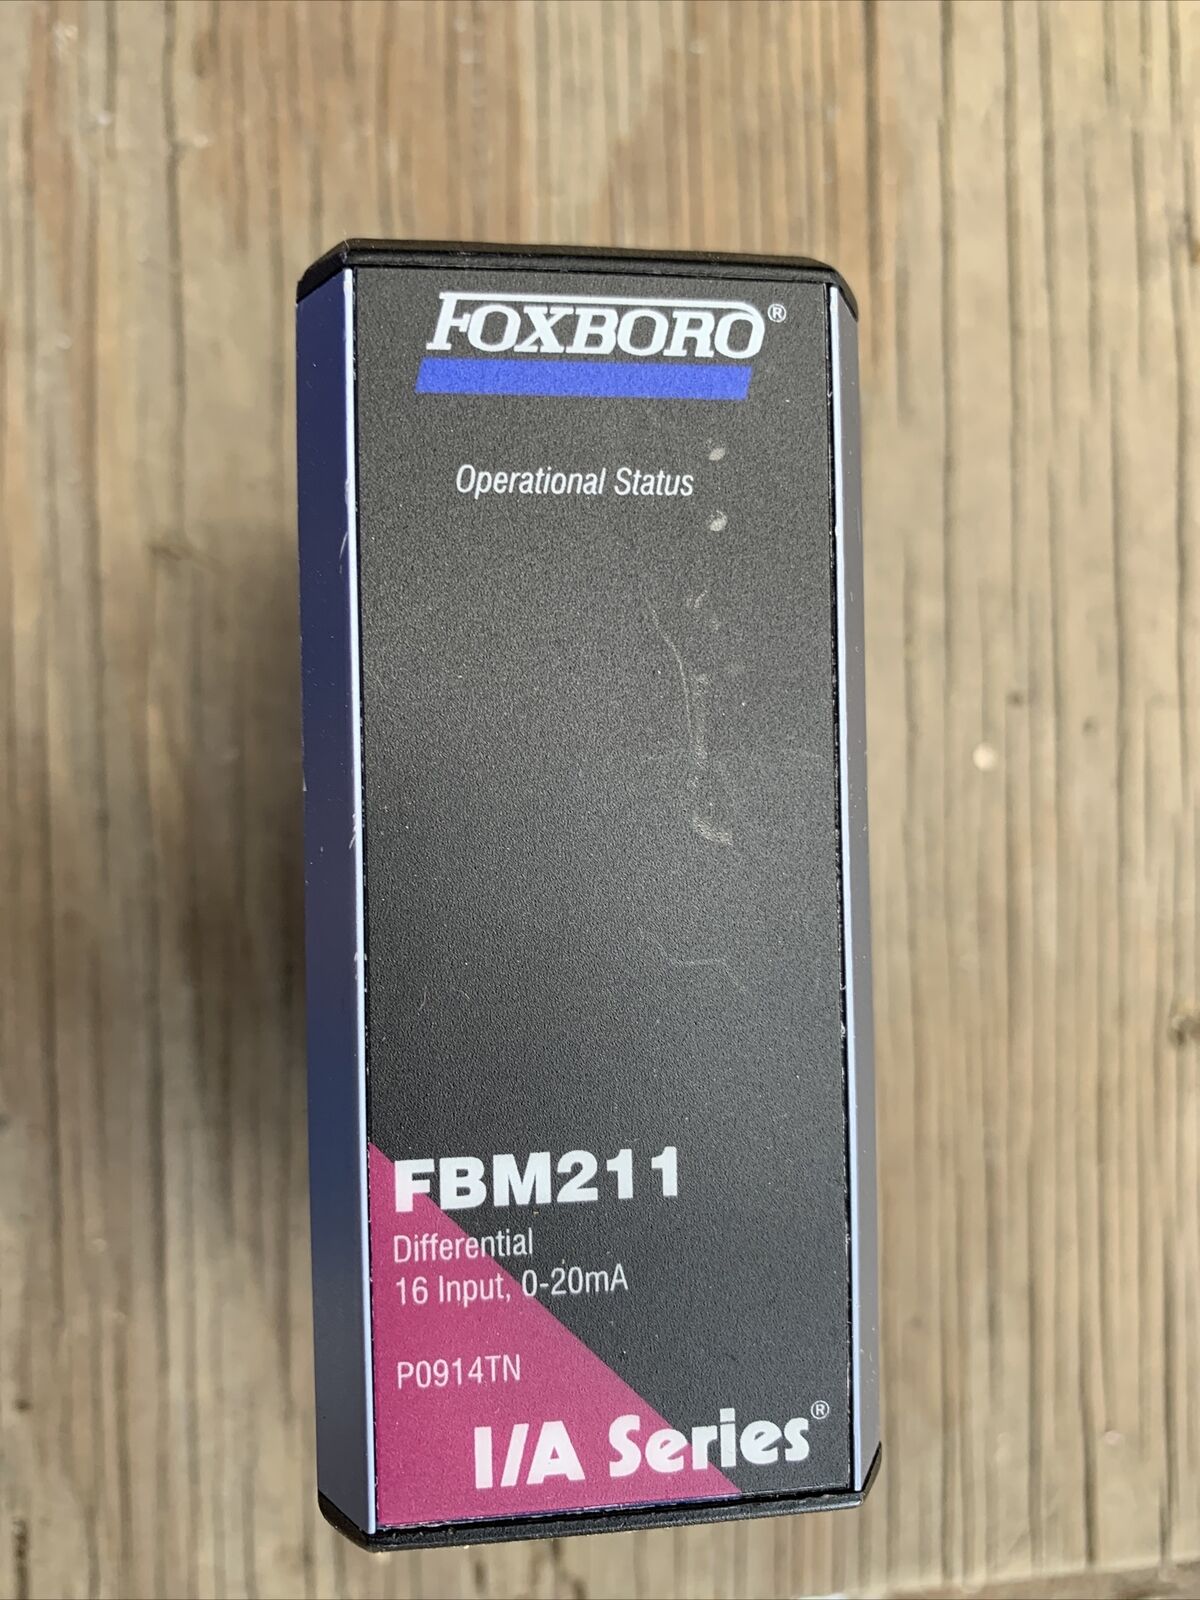 FOXBORO®
Operational Status
FBM211
Differential
16 Input, 0-20mA
P0914TN
I/A Series®